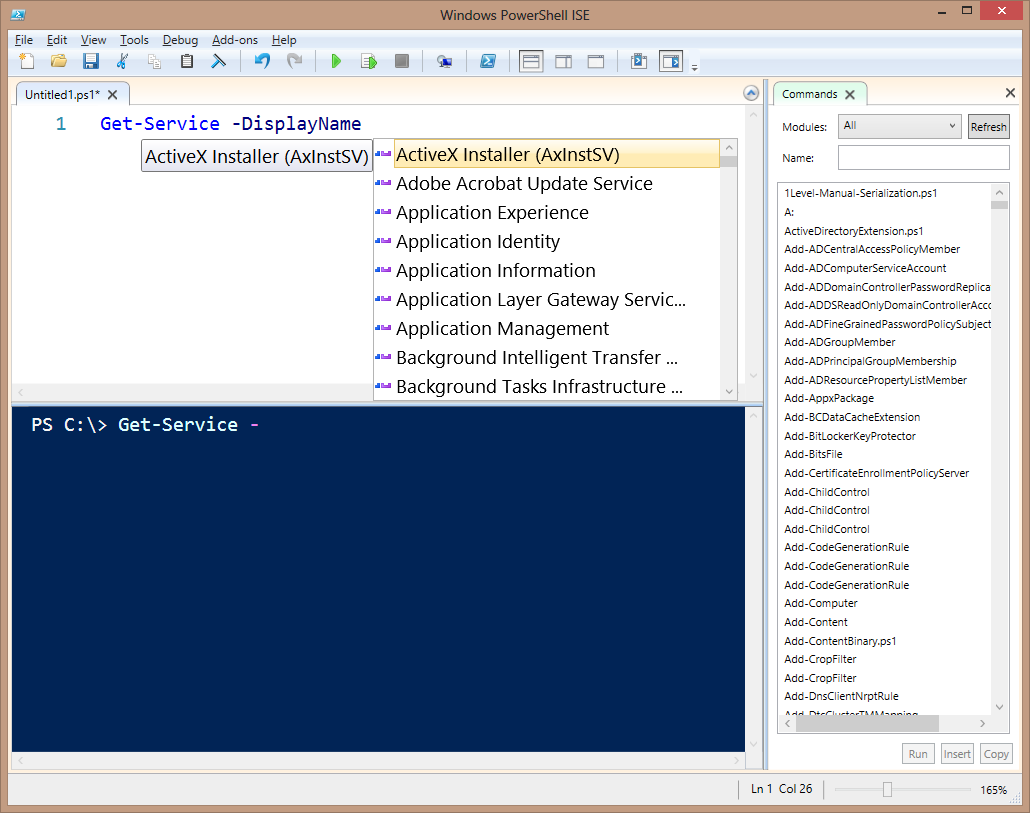 Windows PowerShell ISE
File Edit View Tools Debug Add-ons Help
Untitled1.ps1*
1 Get-Service -DisplayName
ActiveX Installer (AxInstSV)
ActiveX Installer (AxInstSV)
Adobe Acrobat Update Service
Application Experience
Application Identity
Application Information
Application Layer Gateway Servic...
Application Management
Background Intelligent Transfer ...
Background Tasks Infrastructure ...
PS C:\> Get-Service -
Commands
Modules: All Refresh
Name:
1Level-Manual-Serialization.ps1
A:
ActiveDirectoryExtension.ps1
Add-ADCentralAccessPolicyMember
Add-ADComputerServiceAccount
Add-ADDomainControllerPasswordReplica
Add-ADDSReadOnlyDomainControllerAcc
Add-ADFineGrainedPasswordPolicySubject
Add-ADGroupMember
Add-ADPrincipalGroupMembership
Add-ADResourcePropertyListMember
Add-AppxPackage
Add-BCDataCacheExtension
Add-BitLockerKeyProtector
Add-BitsFile
Add-CertificateEnrollmentPolicyServer
Add-ChildControl
Add-ChildControl
Add-ChildControl
Add-CodeGenerationRule
Add-CodeGenerationRule
Add-CodeGenerationRule
Add-Computer
Add-Content
Add-ContentBinary.ps1
Add-CropFilter
Add-CropFilter
Add-DnsClientNrptRule
Add-DtcClusterTMMapping
Run Insert Copy
Ln 1 Col 26 165%